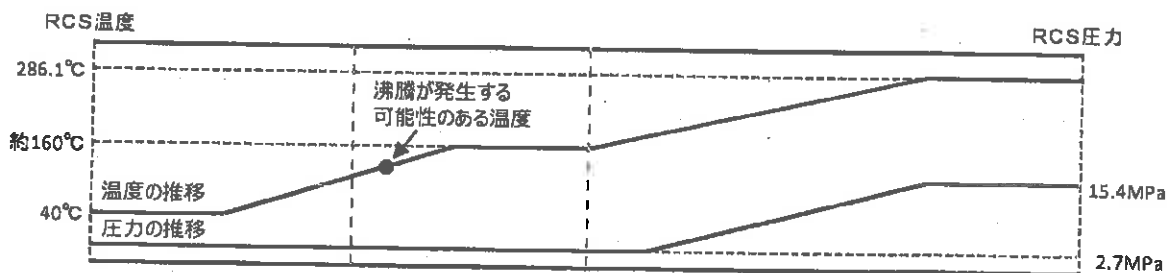 RCS温度
RCS圧力
286.1℃
沸騰が発生する
可能性のある温度
約160℃
温度の推移
15.4MPa
40℃
圧力の推移
2.7MPa